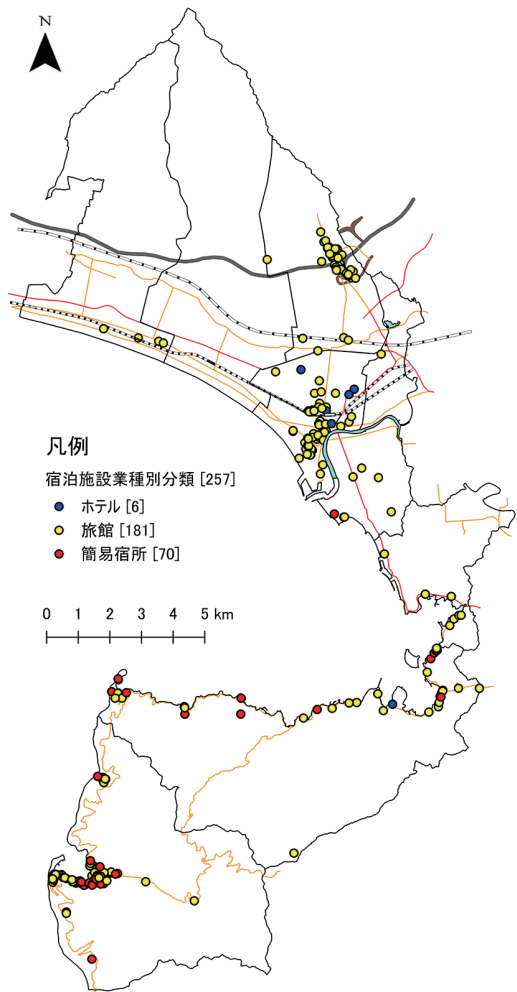 N
凡例
宿泊施設業種別分類 [257]
ホテル [6]
旅館 [181]
簡易宿所 [70]
0 1 2 3 4 5 km